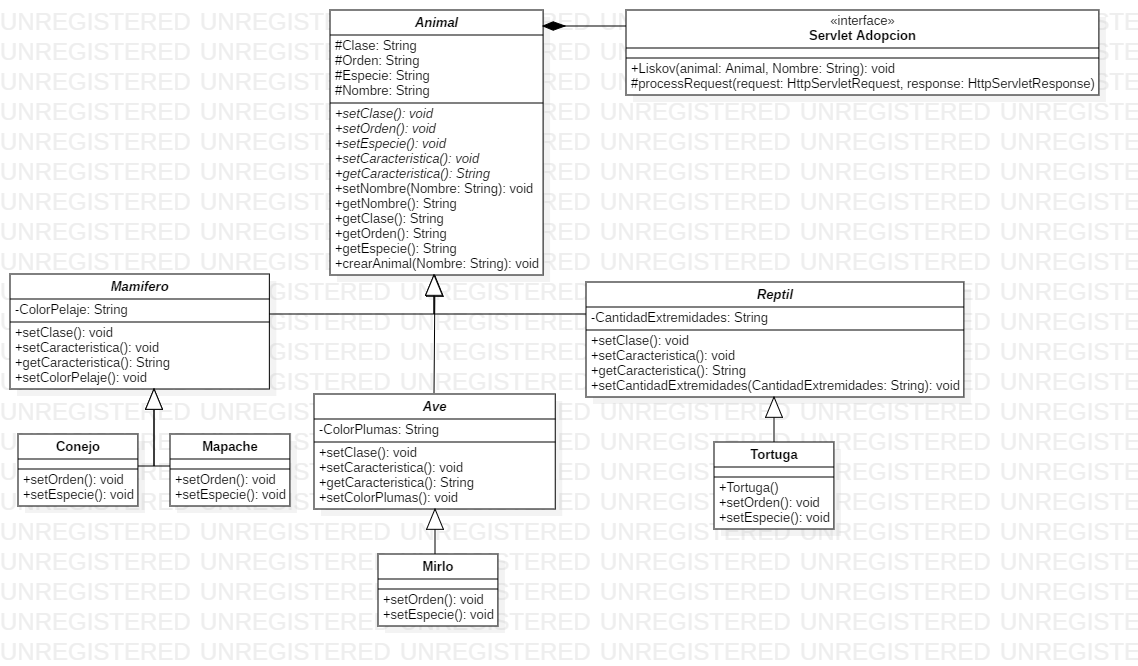 Animal
#Clase: String
#Orden: String
#Especie: String
#Nombre: String
+setClase(): void
+setOrden(): void
+setEspecie(): void
+setCaracteristica(): void
+getCaracteristica(): String
+setNombre(Nombre: String): void
+getNombre(): String
+getClase(): String
+getOrden(): String
+getEspecie(): String
+crearAnimal(Nombre: String): void
«interface»
Servlet Adopcion
+Liskov(animal: Animal, Nombre: String): void
#processRequest(request: HttpServletRequest, response: HttpServletResponse)
Mamifero
-ColorPelaje: String
+setClase(): void
+setCaracteristica(): void
+getCaracteristica(): String
+setColorPelaje(): void
Reptil
-CantidadExtremidades: String
+setClase(): void
+setCaracteristica(): void
+getCaracteristica(): String
+setCantidadExtremidades(CantidadExtremidades: String): void
Ave
-ColorPlumas: String
+setClase(): void
+setCaracteristica(): void
+getCaracteristica(): String
+setColorPlumas(): void
Conejo
+setOrden(): void
+setEspecie(): void
Mapache
+setOrden(): void
+setEspecie(): void
Tortuga
+Tortuga()
+setOrden(): void
+setEspecie(): void
Mirlo
+setOrden(): void
+setEspecie(): void
UNREGISTERED